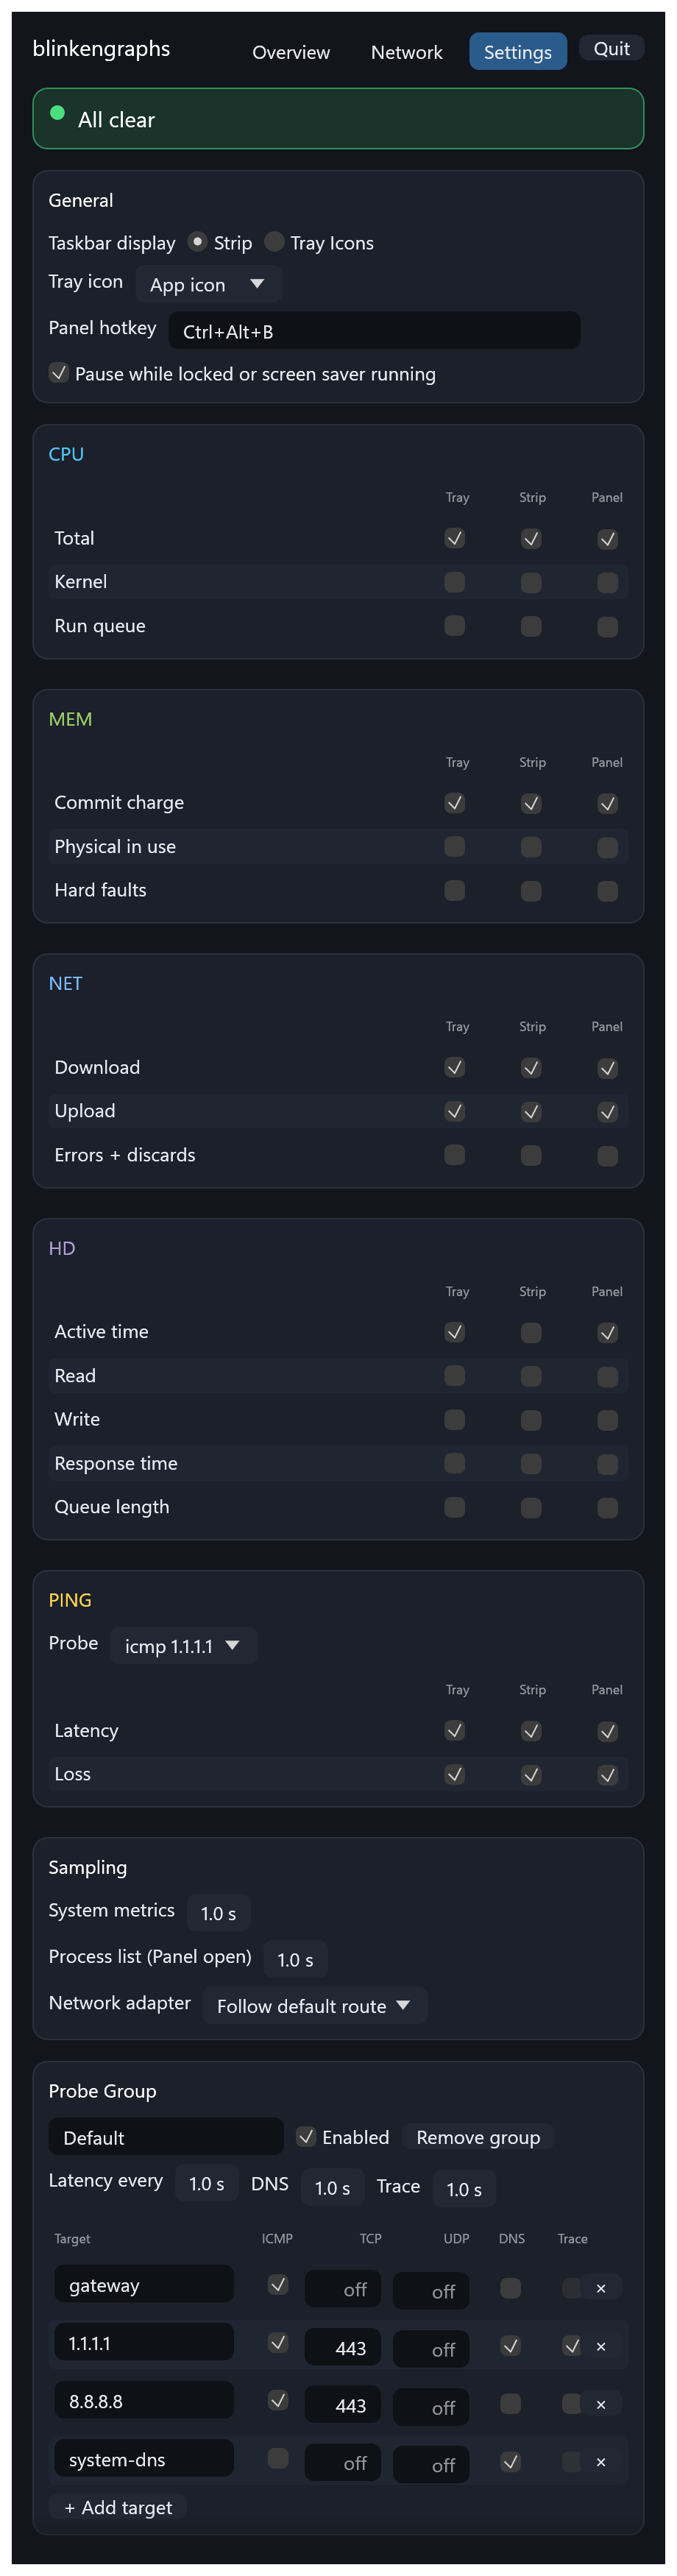 blinkengraphs Overview Network Settings Quit
All clear
General
Taskbar display Strip Tray Icons
Tray icon App icon
Panel hotkey Ctrl+Alt+B
Pause while locked or screen saver running
CPU
Tray Strip Panel
Total
Kernel
Run queue
MEM
Tray Strip Panel
Commit charge
Physical in use
Hard faults
NET
Tray Strip Panel
Download
Upload
Errors + discards
HD
Tray Strip Panel
Active time
Read
Write
Response time
Queue length
PING
Probe icmp 1.1.1.1
Tray Strip Panel
Latency
Loss
Sampling
System metrics 1.0 s
Process list (Panel open) 1.0 s
Network adapter Follow default route
Probe Group
Default Enabled Remove group
Latency every 1.0 s DNS 1.0 s Trace 1.0 s
Target ICMP TCP UDP DNS Trace
gateway off off ×
1.1.1.1 443 off ×
8.8.8.8 443 off ×
system-dns off off ×
+ Add target